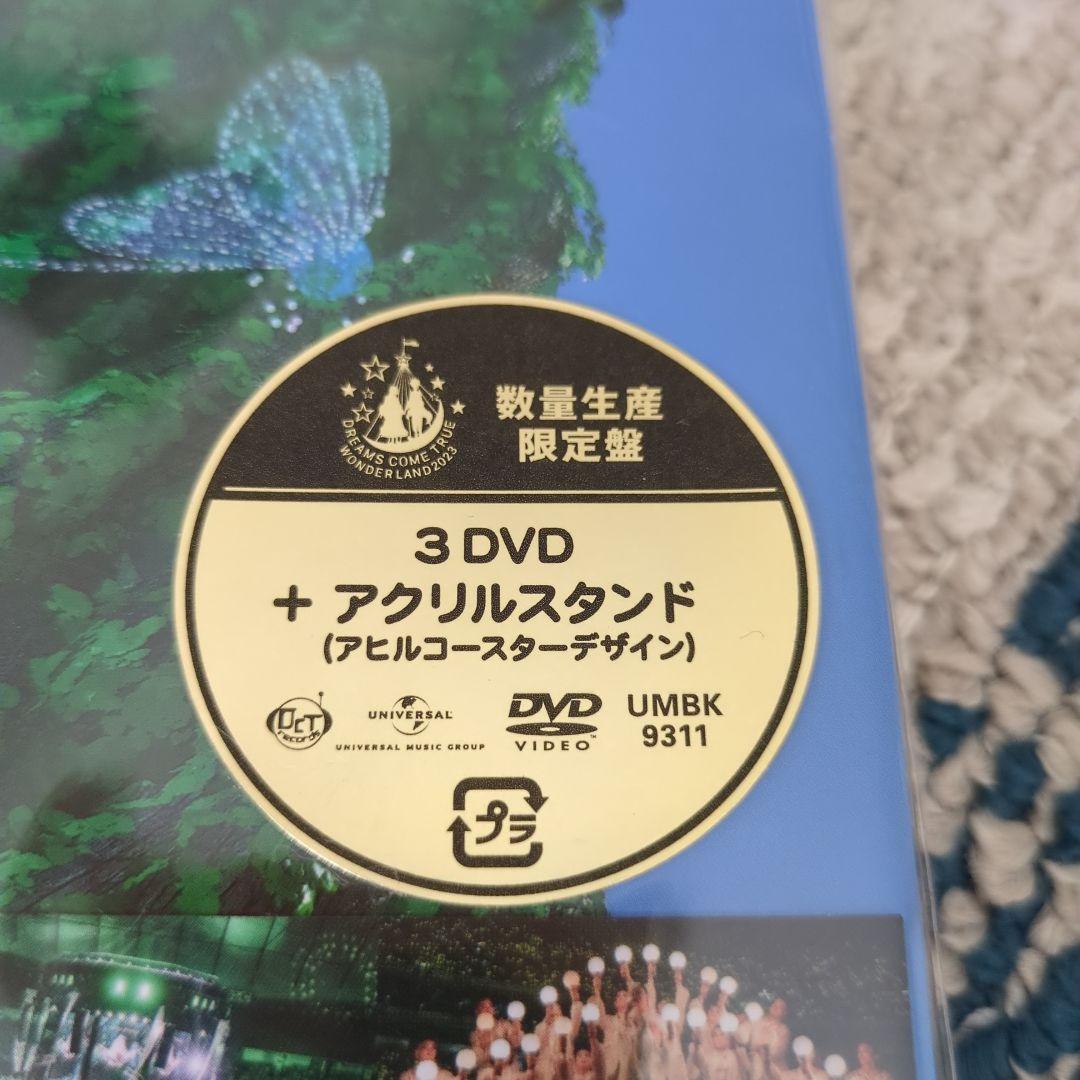 DREAMS COME TRUE
WONDERLAND 2023
数量生産
限定盤
3 DVD
+ アクリルスタンド
(アヒルコースターデザイン)
DCT
records
UNIVERSAL
UNIVERSAL MUSIC GROUP
DVD
VIDEO™
UMBK
9311
プラ